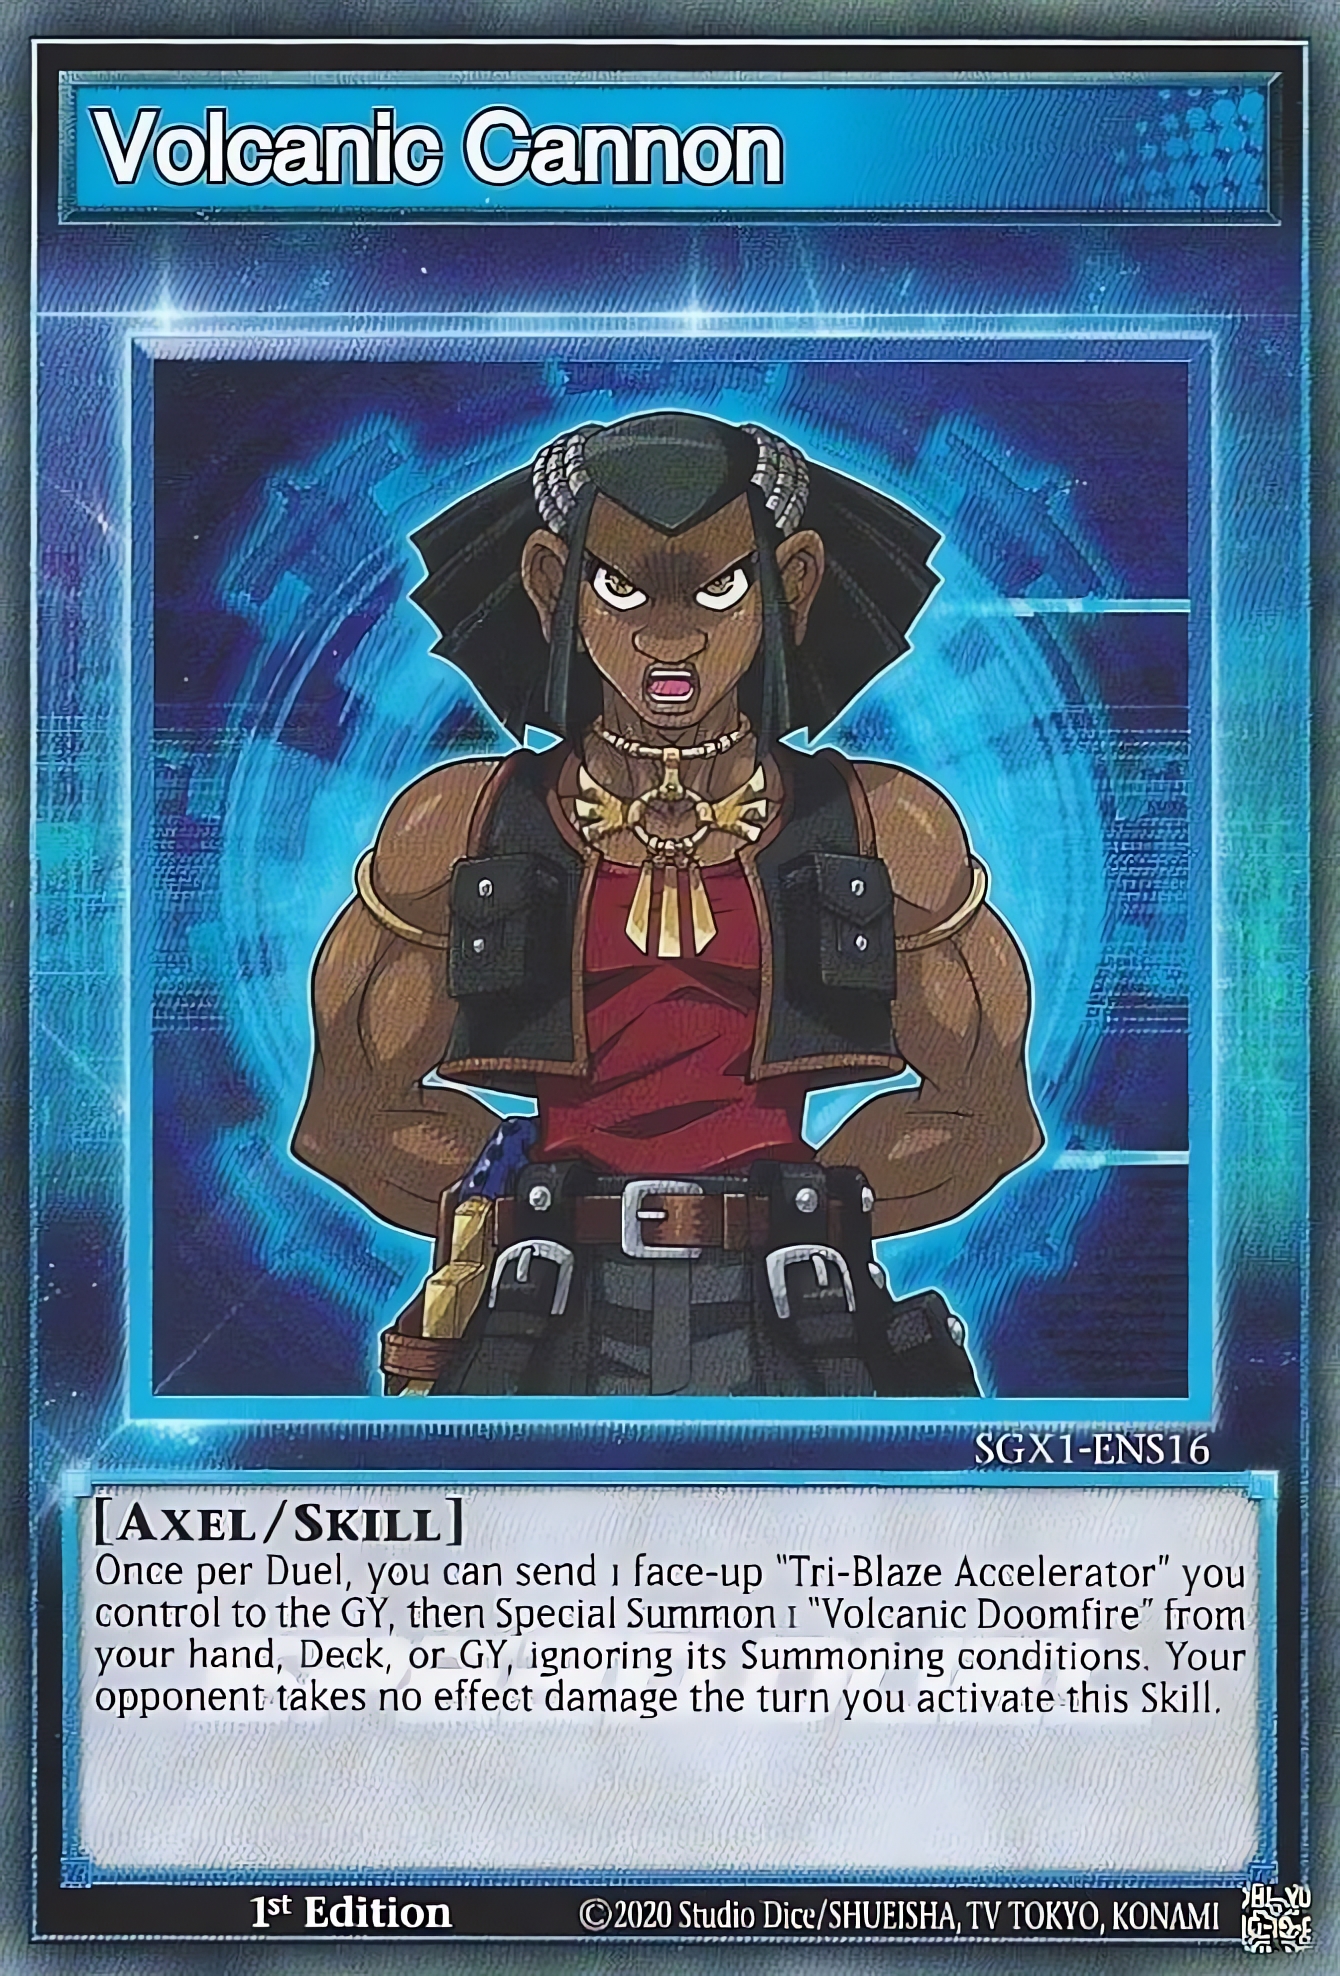 Volcanic Cannon
SGX1-ENS16
[AXEL/SKILL]
Once per Duel, you can send 1 face-up "Tri-Blaze Accelerator" you
control to the GY, then Special Summon 1 "Volcanic Doomfire" from
your hand, Deck, or GY, ignoring its Summoning conditions. Your
opponent takes no effect damage the turn you activate this Skill.
1st Edition
©2020 Studio Dice/SHUEISHA, TV TOKYO, KONAMI